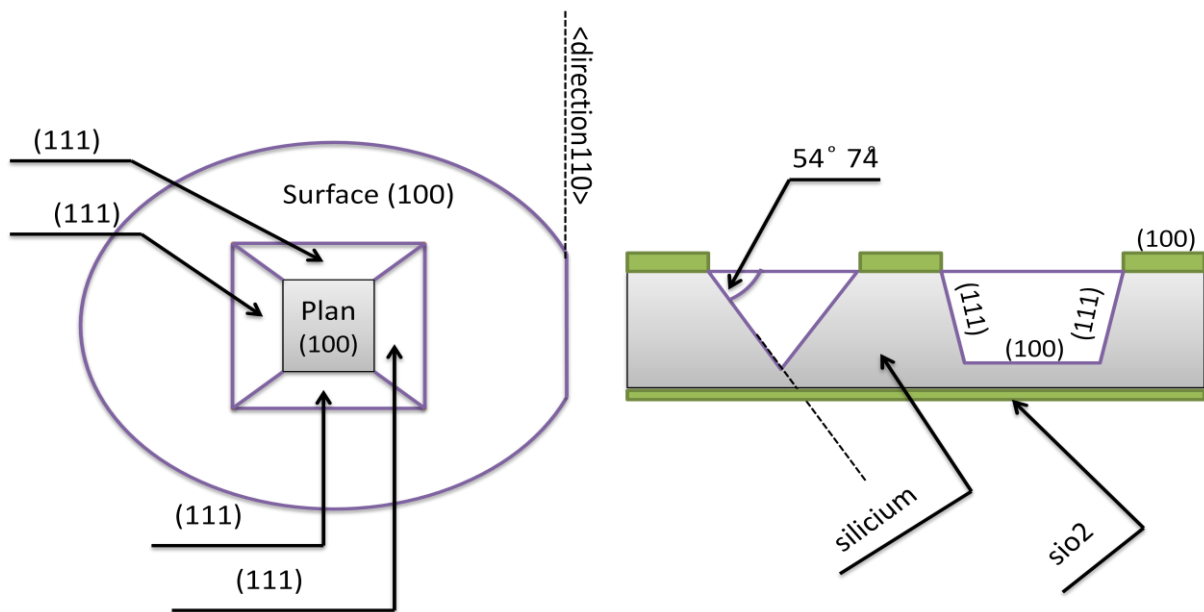 <direction110>
(111)
(111)
Surface (100)
Plan
(100)
(111)
(111)
54° 74°
(100)
(111)
(111)
(100)
silicium
sio2